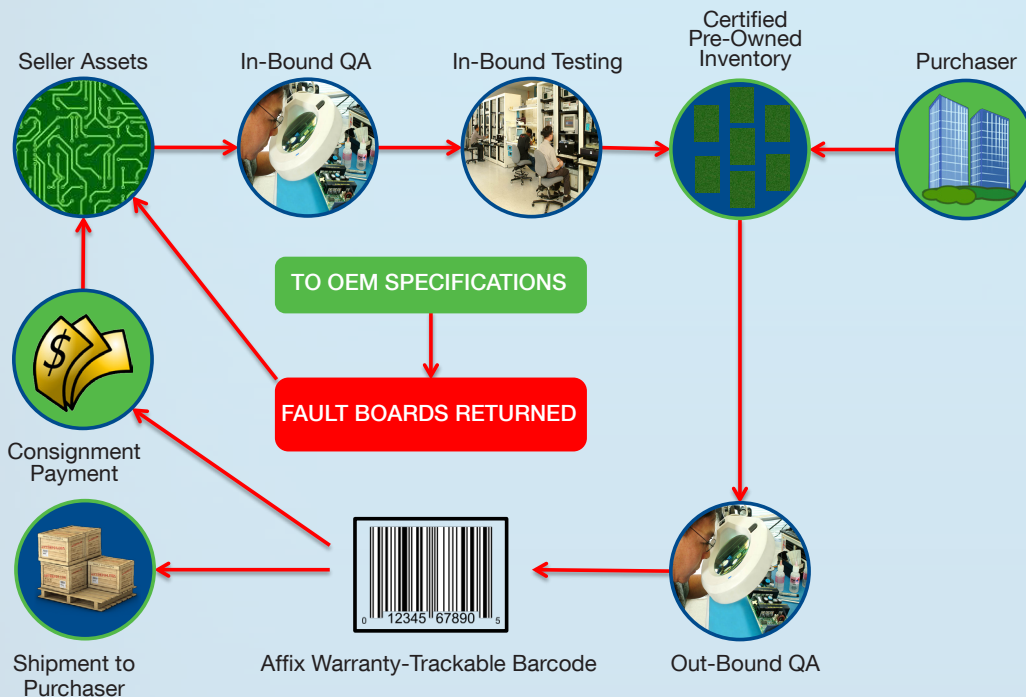 Seller Assets
In-Bound QA
In-Bound Testing
Certified
Pre-Owned
Inventory
Purchaser
TO OEM SPECIFICATIONS
$
FAULT BOARDS RETURNED
Consignment
Payment
0 12345 67890 5
Shipment to
Purchaser
Affix Warranty-Trackable Barcode
Out-Bound QA